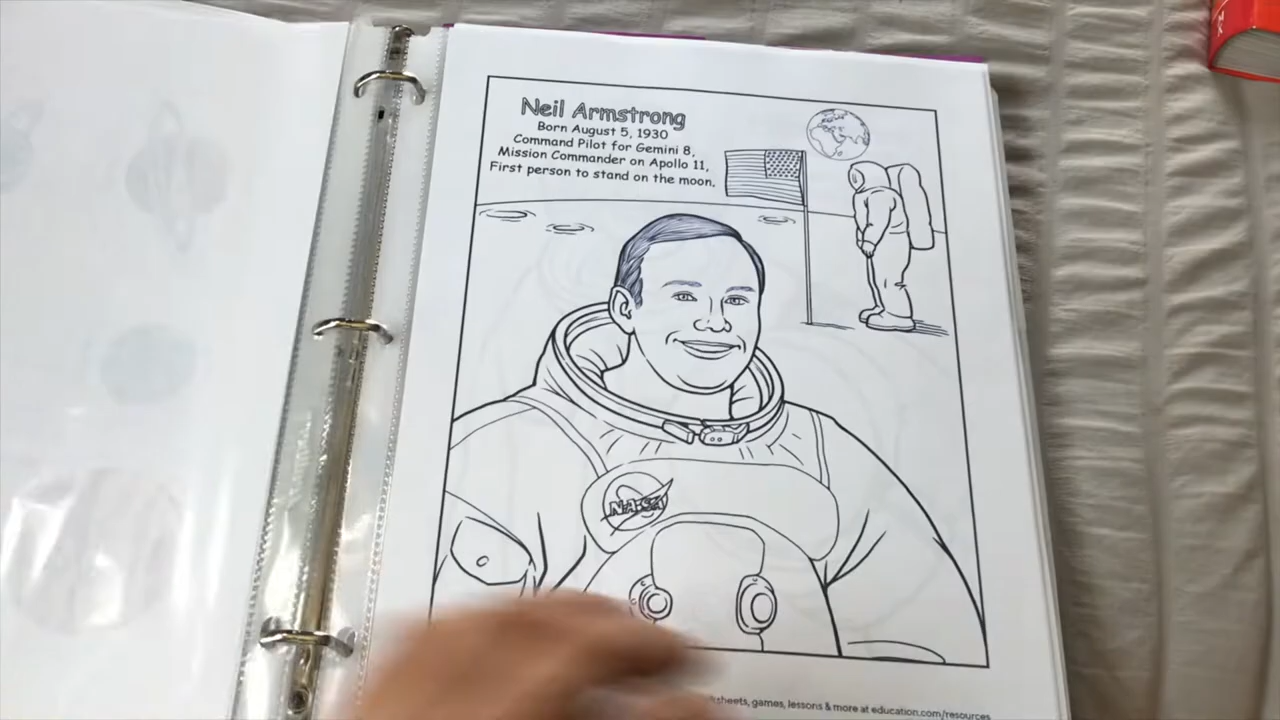 Neil Armstrong
Born August 5, 1930
Command Pilot for Gemini 8,
Mission Commander on Apollo 11,
First person to stand on the moon.
NASA
games, lessons & more at education.com/resources